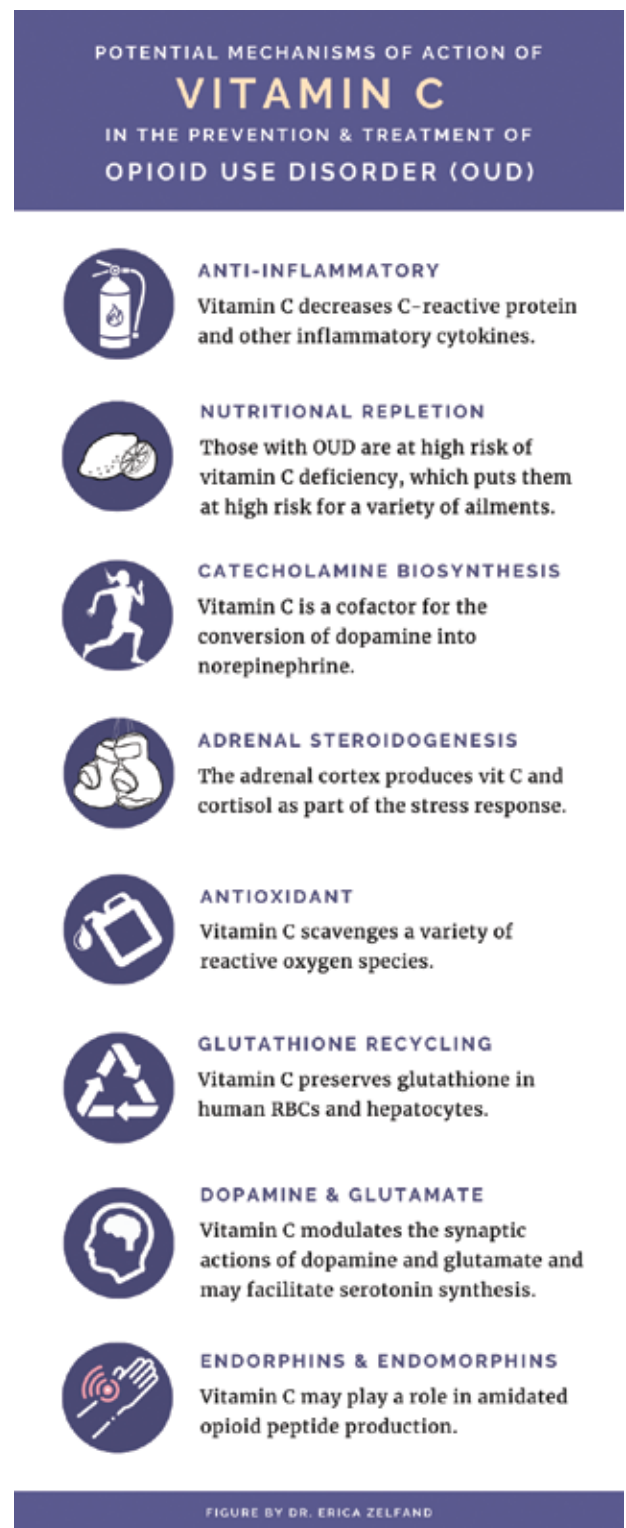 POTENTIAL MECHANISMS OF ACTION OF
VITAMIN C
IN THE PREVENTION & TREATMENT OF
OPIOID USE DISORDER (OUD)
ANTI-INFLAMMATORY
Vitamin C decreases C-reactive protein
and other inflammatory cytokines.
NUTRITIONAL REPLETION
Those with OUD are at high risk of
vitamin C deficiency, which puts them
at high risk for a variety of ailments.
CATECHOLAMINE BIOSYNTHESIS
Vitamin C is a cofactor for the
conversion of dopamine into
norepinephrine.
ADRENAL STEROIDOGENESIS
The adrenal cortex produces vit C and
cortisol as part of the stress response.
ANTIOXIDANT
Vitamin C scavenges a variety of
reactive oxygen species.
GLUTATHIONE RECYCLING
Vitamin C preserves glutathione in
human RBCs and hepatocytes.
DOPAMINE & GLUTAMATE
Vitamin C modulates the synaptic
actions of dopamine and glutamate and
may facilitate serotonin synthesis.
ENDORPHINS & ENDOMORPHINS
Vitamin C may play a role in amidated
opioid peptide production.
FIGURE BY DR. ERICA ZELFAND